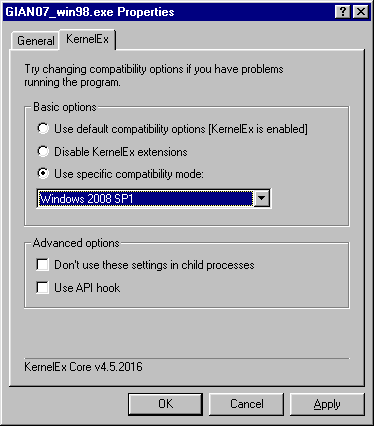 GIAN07_win98.exe Properties
General
KernelEx
Try changing compatibility options if you have problems
running the program.
Basic options
Use default compatibility options [KernelEx is enabled]
Disable KernelEx extensions
Use specific compatibility mode:
Windows 2008 SP1
Advanced options
Don't use these settings in child processes
Use API hook
KernelEx Core v4.5.2016
OK
Cancel
Apply